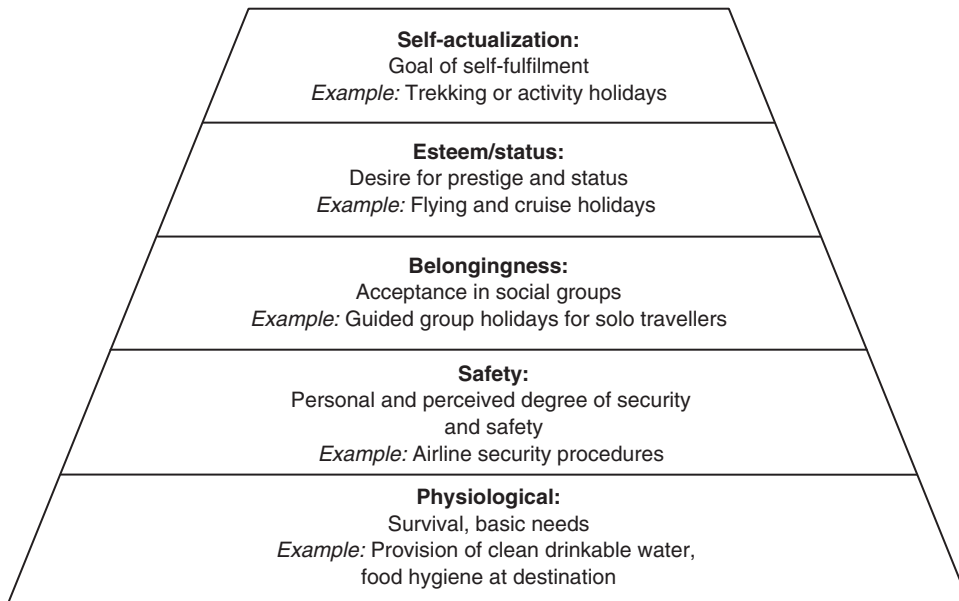 Self-actualization:
Goal of self-fulfilment
Example: Trekking or activity holidays
Esteem/status:
Desire for prestige and status
Example: Flying and cruise holidays
Belongingness:
Acceptance in social groups
Example: Guided group holidays for solo travellers
Safety:
Personal and perceived degree of security
and safety
Example: Airline security procedures
Physiological:
Survival, basic needs
Example: Provision of clean drinkable water,
food hygiene at destination